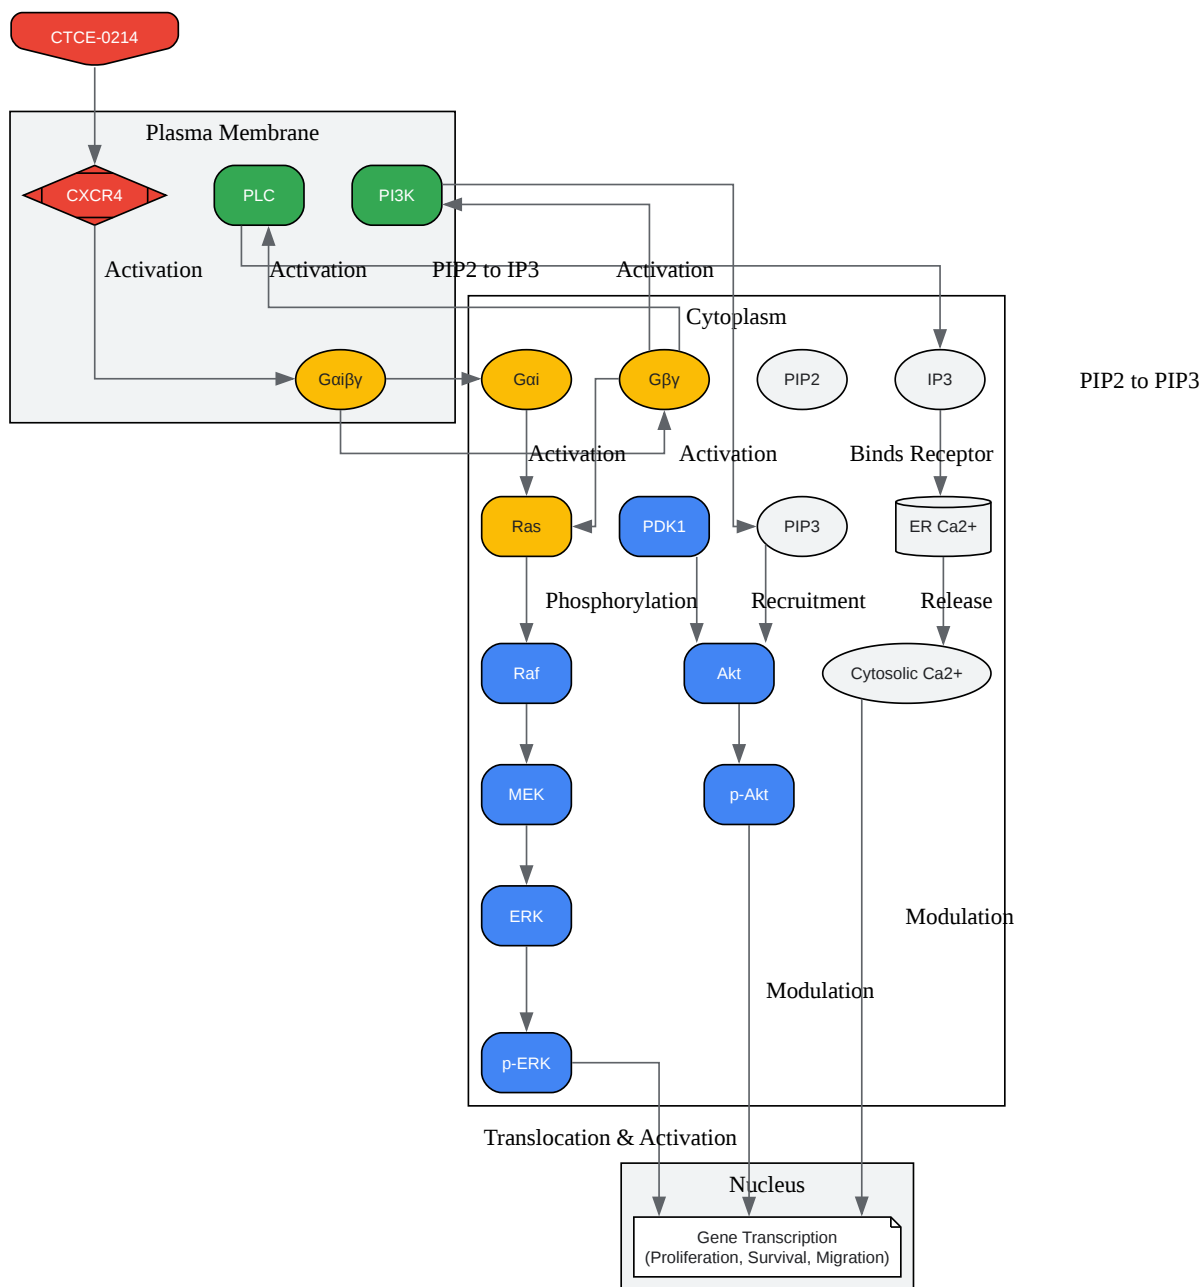 CTCE-0214
Plasma Membrane
CXCR4
PLC
PI3K
Activation
Activation
PIP2 to IP3
Activation
Cytoplasm
Gαiβγ
Gαi
Gβγ
PIP2
IP3
PIP2 to PIP3
Activation
Activation
Binds Receptor
Ras
PDK1
PIP3
ER Ca2+
Phosphorylation
Recruitment
Release
Raf
Akt
Cytosolic Ca2+
MEK
p-Akt
ERK
Modulation
Modulation
p-ERK
Translocation & Activation
Nucleus
Gene Transcription
(Proliferation, Survival, Migration)